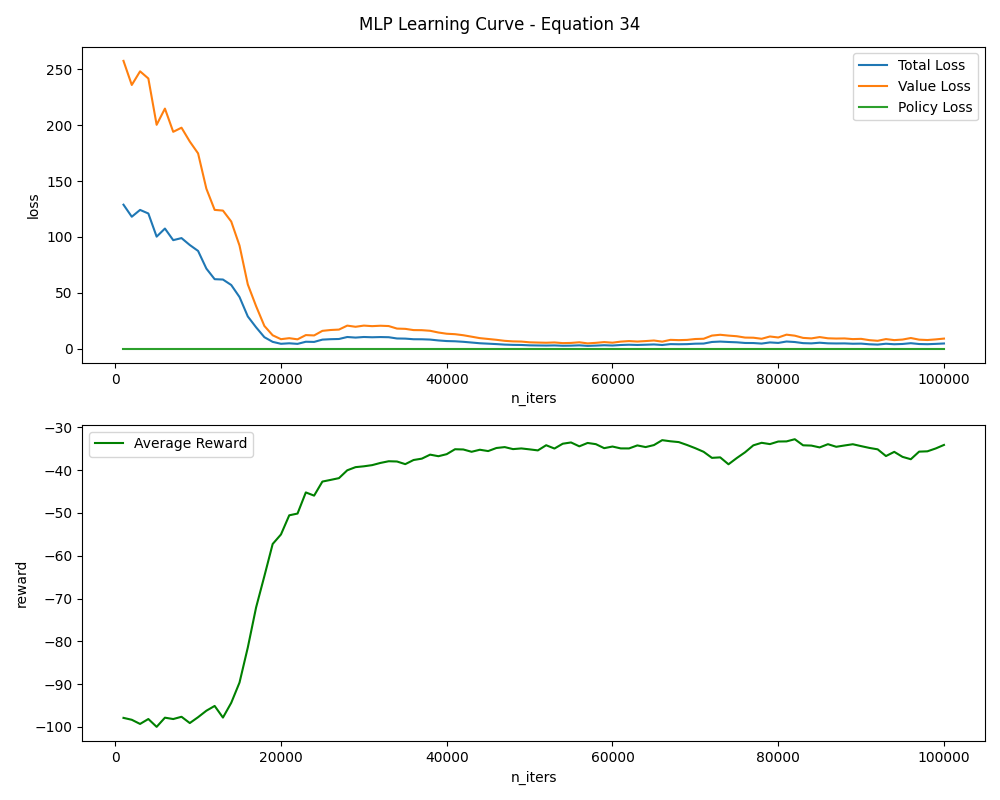 MLP Learning Curve - Equation 34
250
200
150
100
50
0
loss
Total Loss
Value Loss
Policy Loss
0 20000 40000 60000 80000 100000
n_iters
−30
−40
−50
−60
−70
−80
−90
−100
reward
Average Reward
0 20000 40000 60000 80000 100000
n_iters